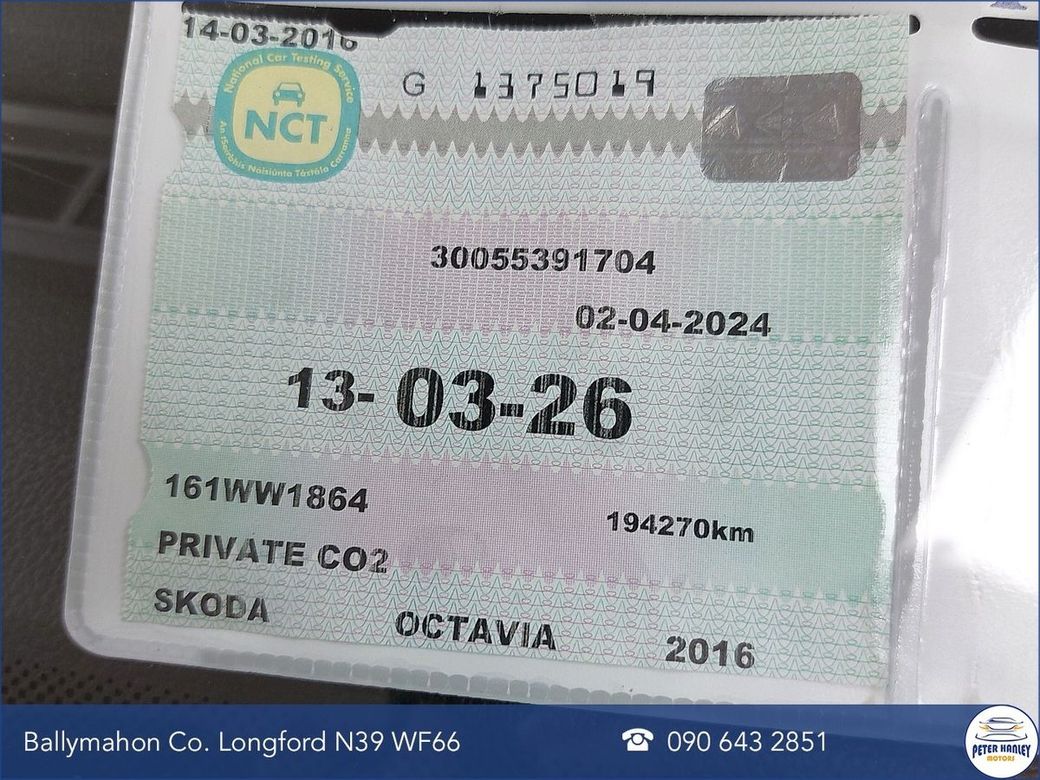 14-03-2016
National Car Testing Service
NCT
An tSeirbhís Náisiúnta Tástála Carranna
G 1375019
30055391704
02-04-2024
13-03-26
161WW1864
194270km
PRIVATE CO2
SKODA OCTAVIA 2016
Ballymahon Co. Longford N39 WF66 ☎ 090 643 2851
PETER HANLEY
MOTORS